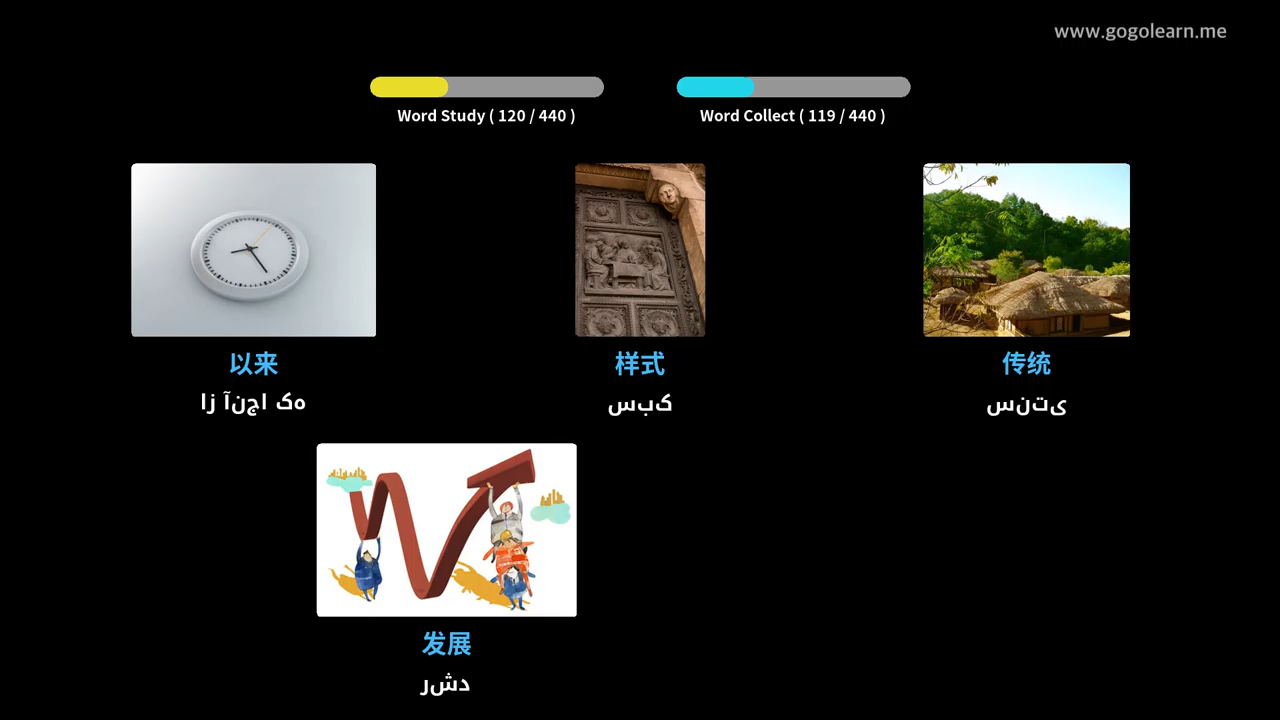 www.gogolearn.me
Word Study ( 120 / 440 )
Word Collect ( 119 / 440 )
以来
از آنجا که
样式
سبک
传统
سنتی
发展
رشد